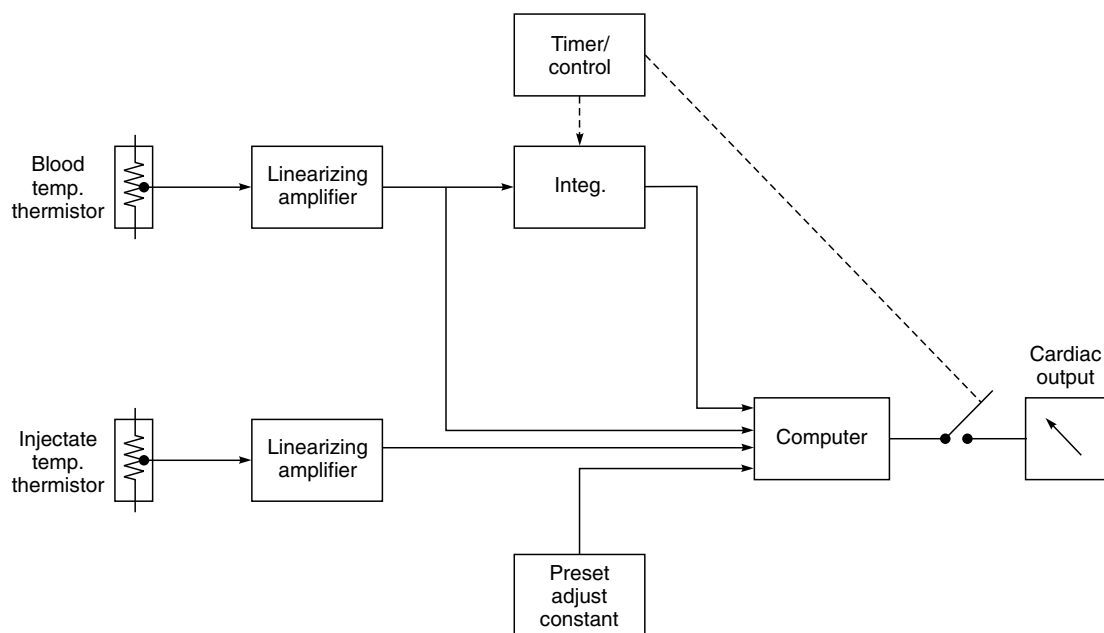 Timer/
control
Blood
temp.
thermistor
Linearizing
amplifier
Integ.
Cardiac
output
Injectate
temp.
thermistor
Linearizing
amplifier
Computer
Preset
adjust
constant